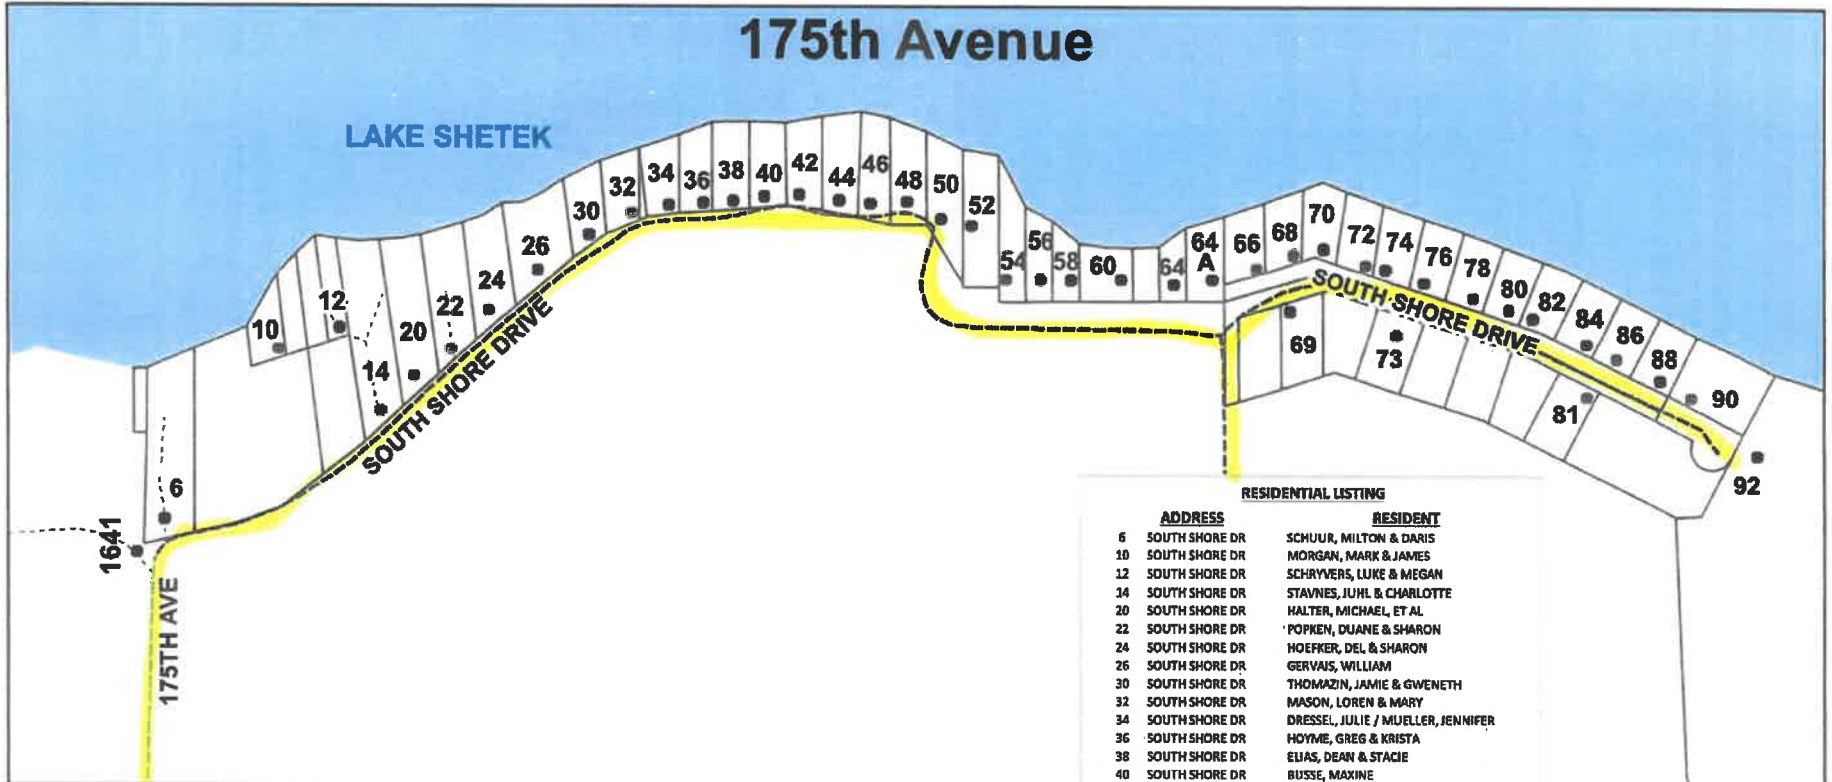 175th Avenue
LAKE SHETEK
10
12
14
20
22
24
26
30
32
34
36
38
40
42
44
46
48
50
52
54
56
58
60
64
64 A
66
68
70
72
74
76
78
80
82
84
86
88
90
92
69
73
81
6
1641
175TH AVE
SOUTH SHORE DRIVE
SOUTH SHORE DRIVE
RESIDENTIAL LISTING
ADDRESS RESIDENT
6 SOUTH SHORE DR SCHUUR, MILTON & DARIS
10 SOUTH SHORE DR MORGAN, MARK & JAMES
12 SOUTH SHORE DR SCHRYVERS, LUKE & MEGAN
14 SOUTH SHORE DR STAVNES, JUHL & CHARLOTTE
20 SOUTH SHORE DR HALTER, MICHAEL, ET AL
22 SOUTH SHORE DR POPKEN, DUANE & SHARON
24 SOUTH SHORE DR HOEFKER, DEL & SHARON
26 SOUTH SHORE DR GERVAIS, WILLIAM
30 SOUTH SHORE DR THOMAZIN, JAMIE & GWENETH
32 SOUTH SHORE DR MASON, LOREN & MARY
34 SOUTH SHORE DR DRESSEL, JULIE / MUELLER, JENNIFER
36 SOUTH SHORE DR HOYME, GREG & KRISTA
38 SOUTH SHORE DR ELIAS, DEAN & STACIE
40 SOUTH SHORE DR BUSSE, MAXINE